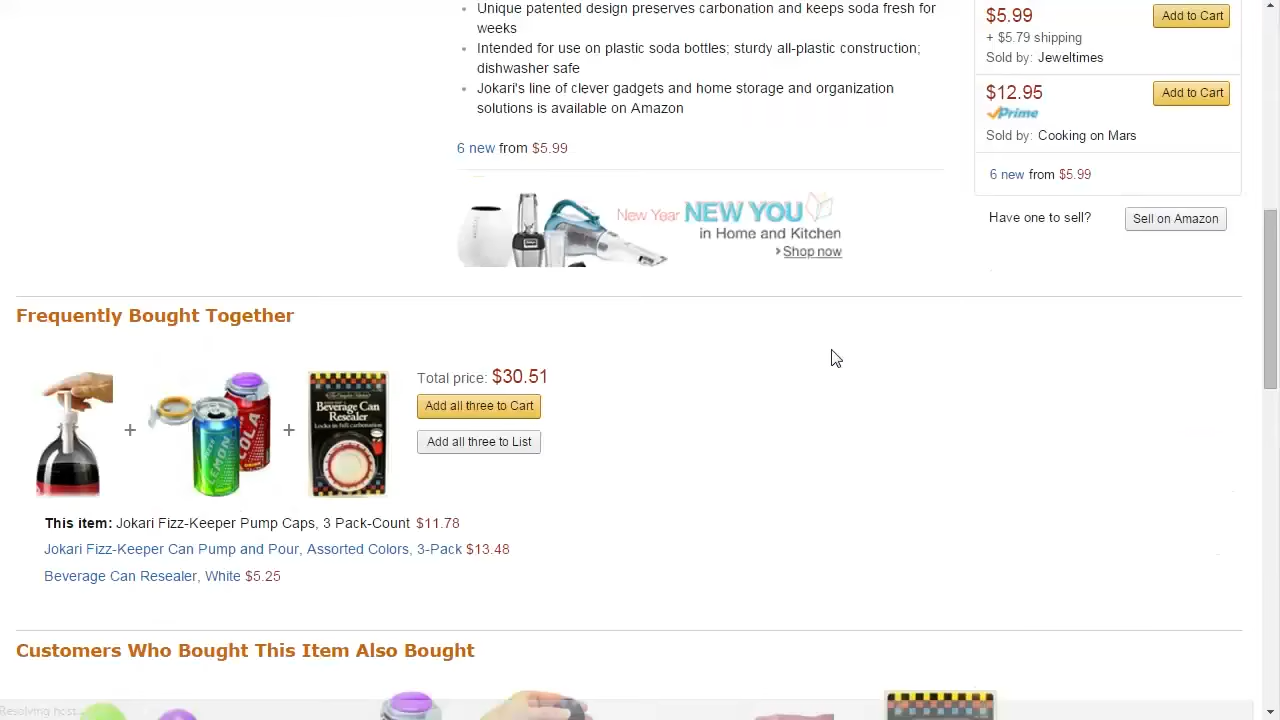 Unique patented design preserves carbonation and keeps soda fresh for
weeks
Intended for use on plastic soda bottles; sturdy all-plastic construction;
dishwasher safe
Jokari's line of clever gadgets and home storage and organization
solutions is available on Amazon
6 new from $5.99
New Year NEW YOU
in Home and Kitchen
Shop now
$5.99
Add to Cart
+ $5.79 shipping
Sold by: Jeweltimes
$12.95
Add to Cart
Prime
Sold by: Cooking on Mars
6 new from $5.99
Have one to sell?
Sell on Amazon
Frequently Bought Together
+
LEMON
COLA
+
Beverage Can
Resealer
Locks in full carbonation
Total price: $30.51
Add all three to Cart
Add all three to List
This item: Jokari Fizz-Keeper Pump Caps, 3 Pack-Count $11.78
Jokari Fizz-Keeper Can Pump and Pour, Assorted Colors, 3-Pack $13.48
Beverage Can Resealer, White $5.25
Customers Who Bought This Item Also Bought
Resolving host...